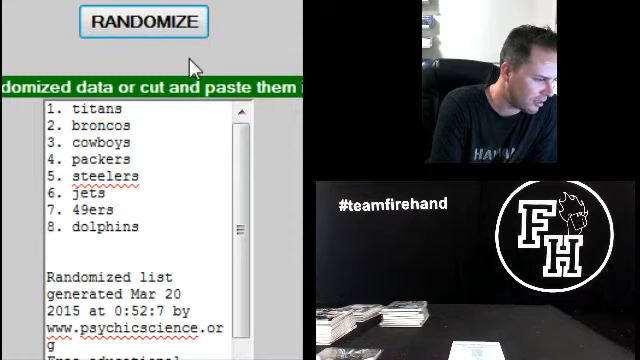 RANDOMIZE
domized data or cut and paste them i
1. titans
2. broncos
3. cowboys
4. packers
5. steelers
6. jets
7. 49ers
8. dolphins
Randomized list
generated Mar 20
2015 at 0:52:7 by
www.psychicscience.or
g
Free educational
#teamfirehand
F
H